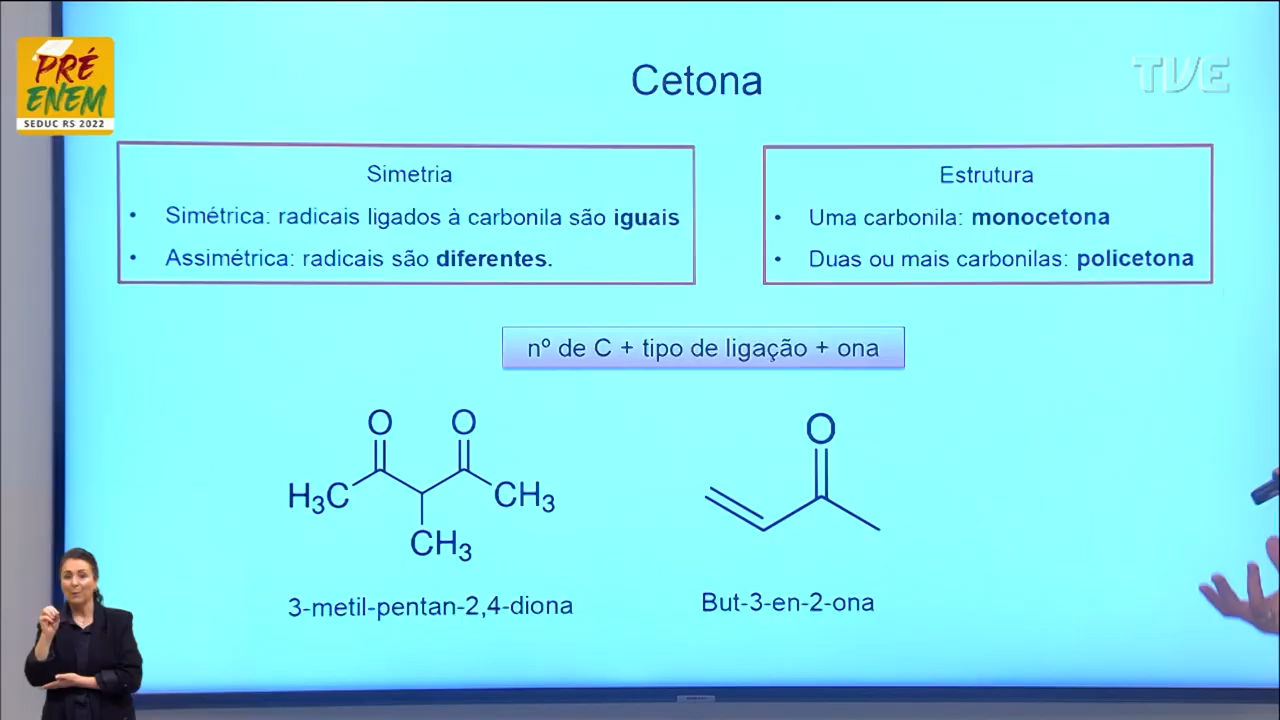 PRÉ
ENEM
SEDUC RS 2022
TVE
Cetona
Simetria
• Simétrica: radicais ligados à carbonila são iguais
• Assimétrica: radicais são diferentes.
Estrutura
• Uma carbonila: monocetona
• Duas ou mais carbonilas: policetona
nº de C + tipo de ligação + ona
O O
H₃C CH₃
CH₃
3-metil-pentan-2,4-diona
O
But-3-en-2-ona